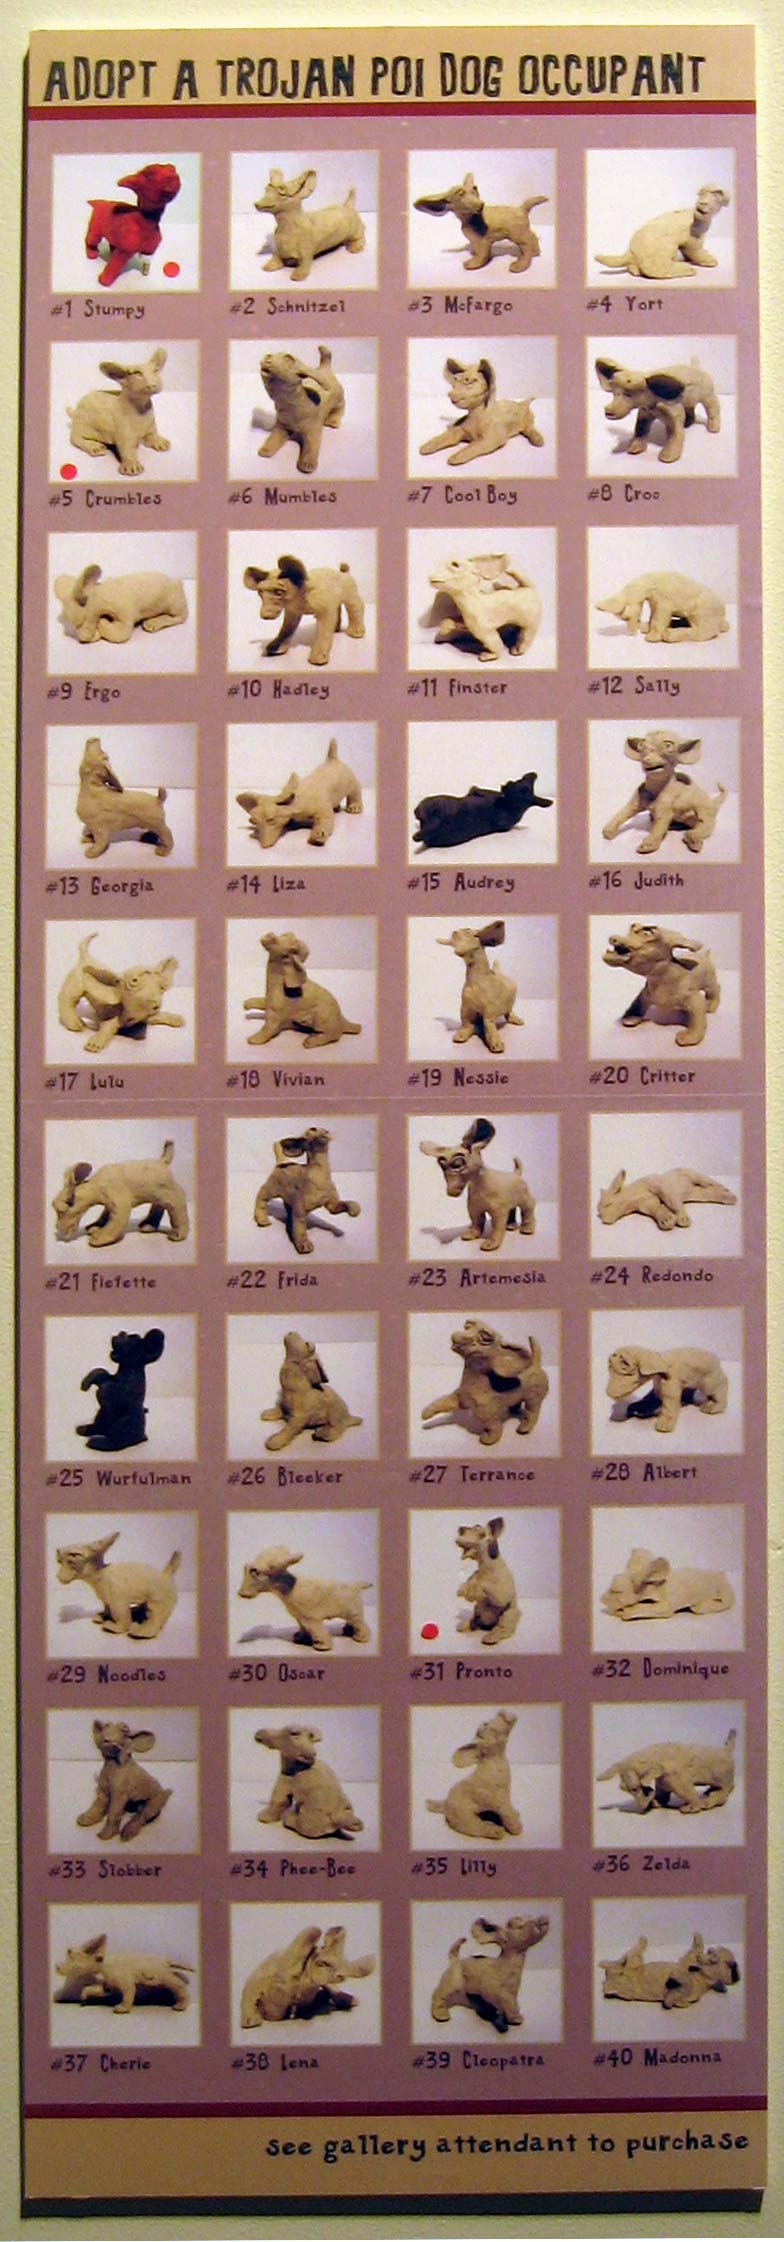 ADOPT A TROJAN POI DOG OCCUPANT
#1 Stumpy #2 Schnitzel #3 McFargo #4 Yort
#5 Crumbles #6 Mumbles #7 Cool Boy #8 Croc
#9 Ergo #10 Hadley #11 Finster #12 Sally
#13 Georgia #14 Liza #15 Audrey #16 Judith
#17 Lulu #18 Vivian #19 Nessie #20 Critter
#21 Fiefette #22 Frida #23 Artemesia #24 Redondo
#25 Wurfulman #26 Bleeker #27 Terrance #28 Albert
#29 Noodles #30 Oscar #31 Pronto #32 Dominique
#33 Slobber #34 Phee-Bee #35 Lilly #36 Zelda
#37 Cherie #38 Lena #39 Cleopatra #40 Madonna
see gallery attendant to purchase